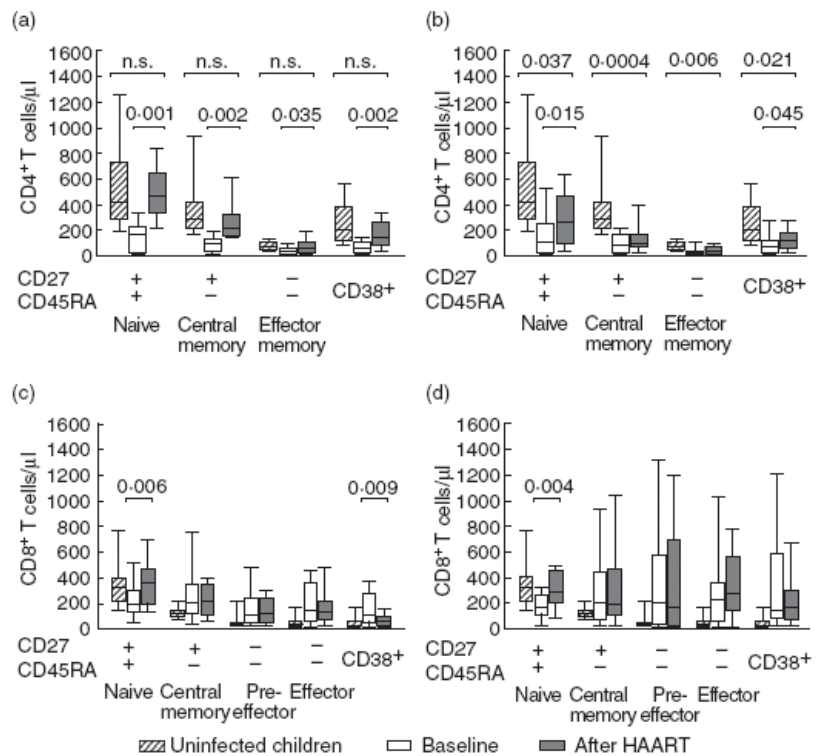 (a)
1600
1400
1200
1000
800
600
400
200
0
CD4+ T cells/µl
n.s. n.s. n.s. n.s.
0·001 0·002 0·035 0·002
CD27 + + −
CD45RA + − − CD38+
Naive Central memory Effector memory
(b)
1600
1400
1200
1000
800
600
400
200
0
CD4+ T cells/µl
0·037 0·0004 0·006 0·021
0·015 0·045
CD27 + + −
CD45RA + − − CD38+
Naive Central memory Effector memory
(c)
1600
1400
1200
1000
800
600
400
200
0
CD8+ T cells/µl
0·006 0·009
CD27 + + − −
CD45RA + − − − CD38+
Naive Central memory Pre-effector Effector
(d)
1600
1400
1200
1000
800
600
400
200
0
CD8+ T cells/µl
0·004
CD27 + + − −
CD45RA + − − − CD38+
Naive Central memory Pre-effector Effector
Uninfected children Baseline After HAART